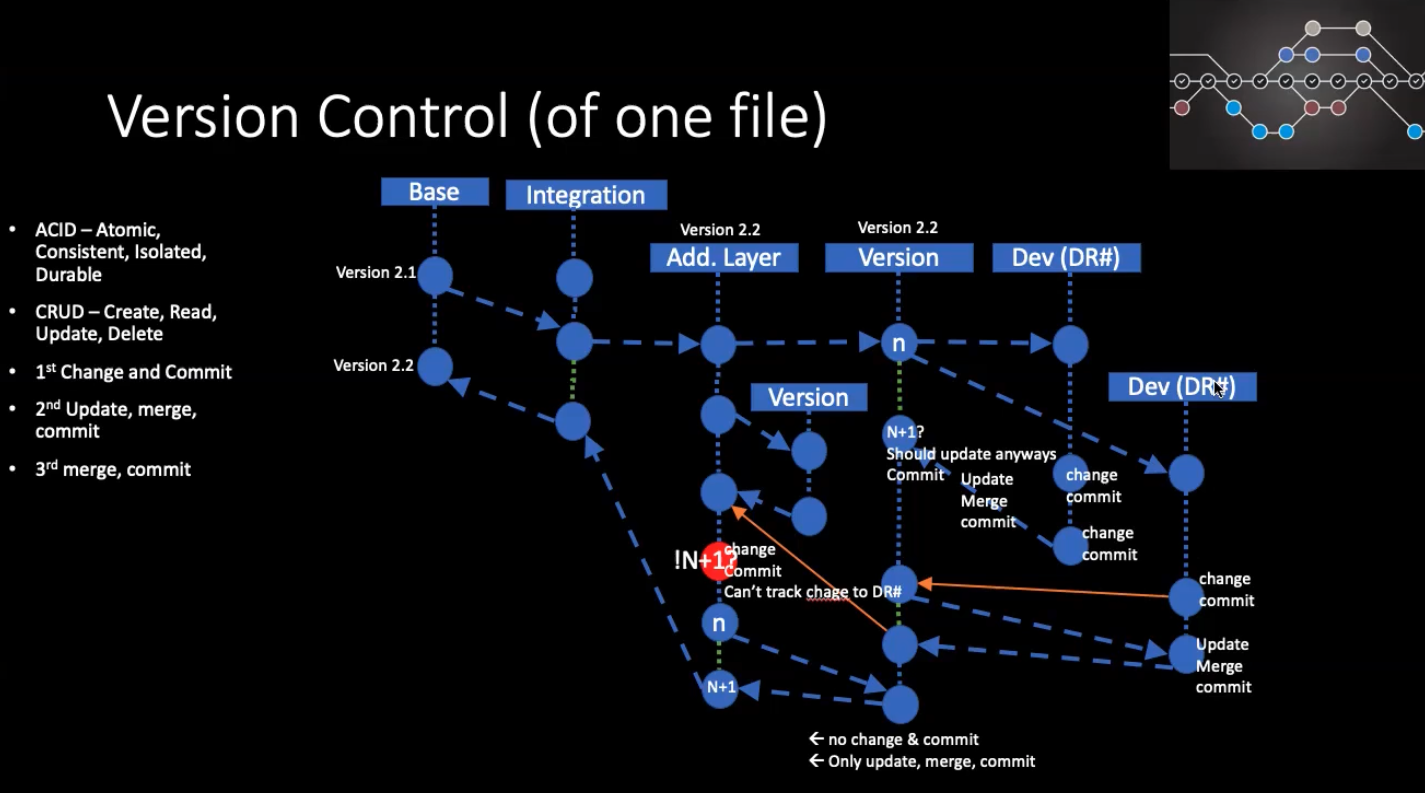 Version Control (of one file)
Base
Integration
Version 2.2
Version 2.2
Add. Layer
Version
Dev (DR#)
• ACID – Atomic,
Consistent, Isolated,
Durable
• CRUD – Create, Read,
Update, Delete
• 1st Change and Commit
• 2nd Update, merge,
commit
• 3rd merge, commit
Version 2.1
Version 2.2
n
Version
Dev (DR#)
N+1?
Should update anyways
Commit
Update
Merge
commit
change
commit
change
commit
!N+1?
change
Commit
Can't track chage to DR#
change
commit
n
Update
Merge
commit
N+1
← no change & commit
← Only update, merge, commit